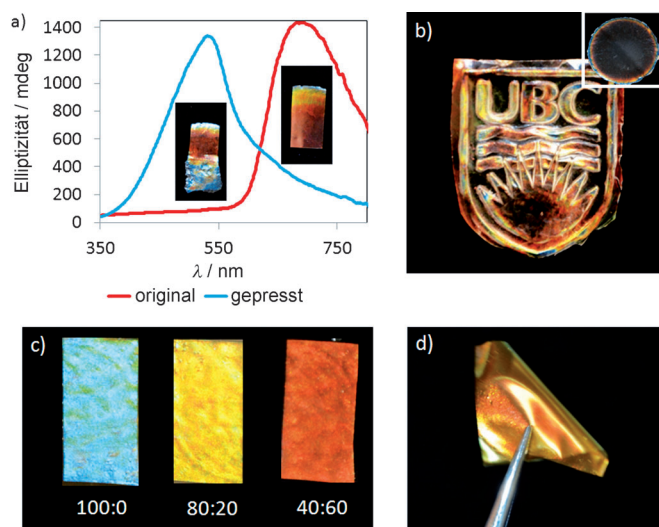 a)
1400
1200
1000
800
600
400
200
0
Elliptizität / mdeg
350
550
750
λ / nm
original
gepresst
b)
UBC
c)
100:0
80:20
40:60
d)